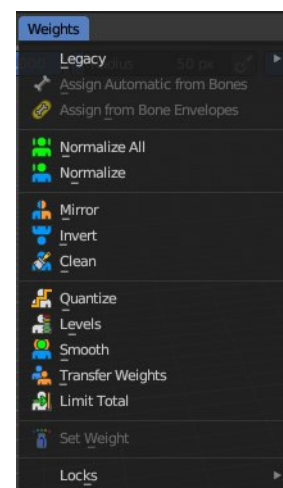 Weights
Legacy
Assign Automatic from Bones
Assign from Bone Envelopes
Normalize All
Normalize
Mirror
Invert
Clean
Quantize
Levels
Smooth
Transfer Weights
Limit Total
Set Weight
Locks